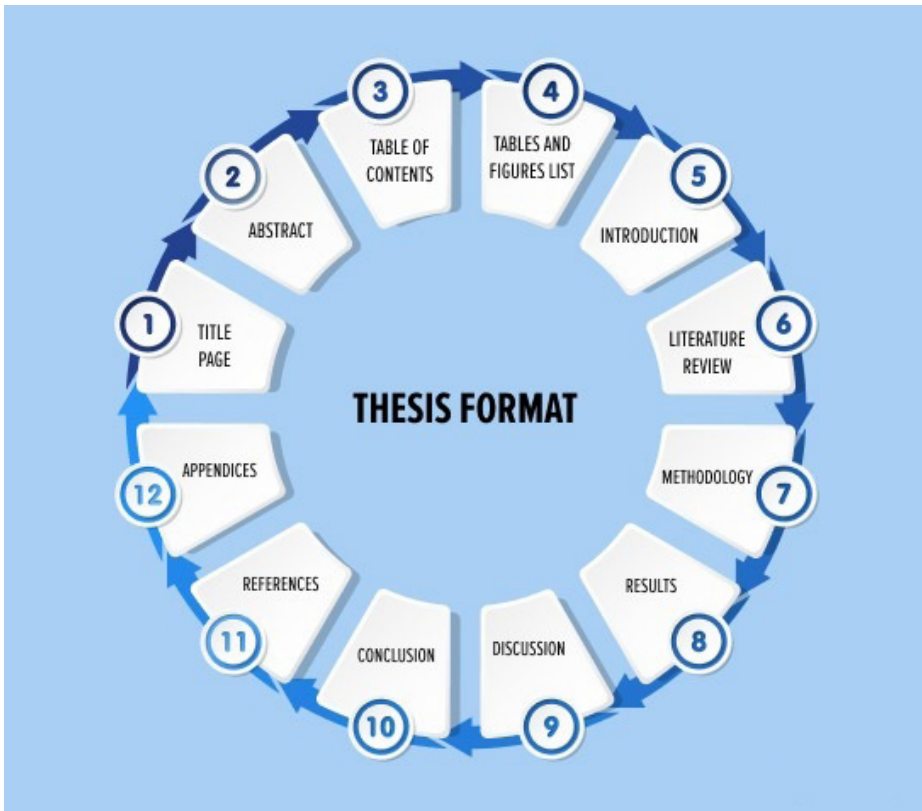 THESIS FORMAT
1
TITLE
PAGE
2
ABSTRACT
3
TABLE OF
CONTENTS
4
TABLES AND
FIGURES LIST
5
INTRODUCTION
6
LITERATURE
REVIEW
7
METHODOLOGY
8
RESULTS
9
DISCUSSION
10
CONCLUSION
11
REFERENCES
12
APPENDICES